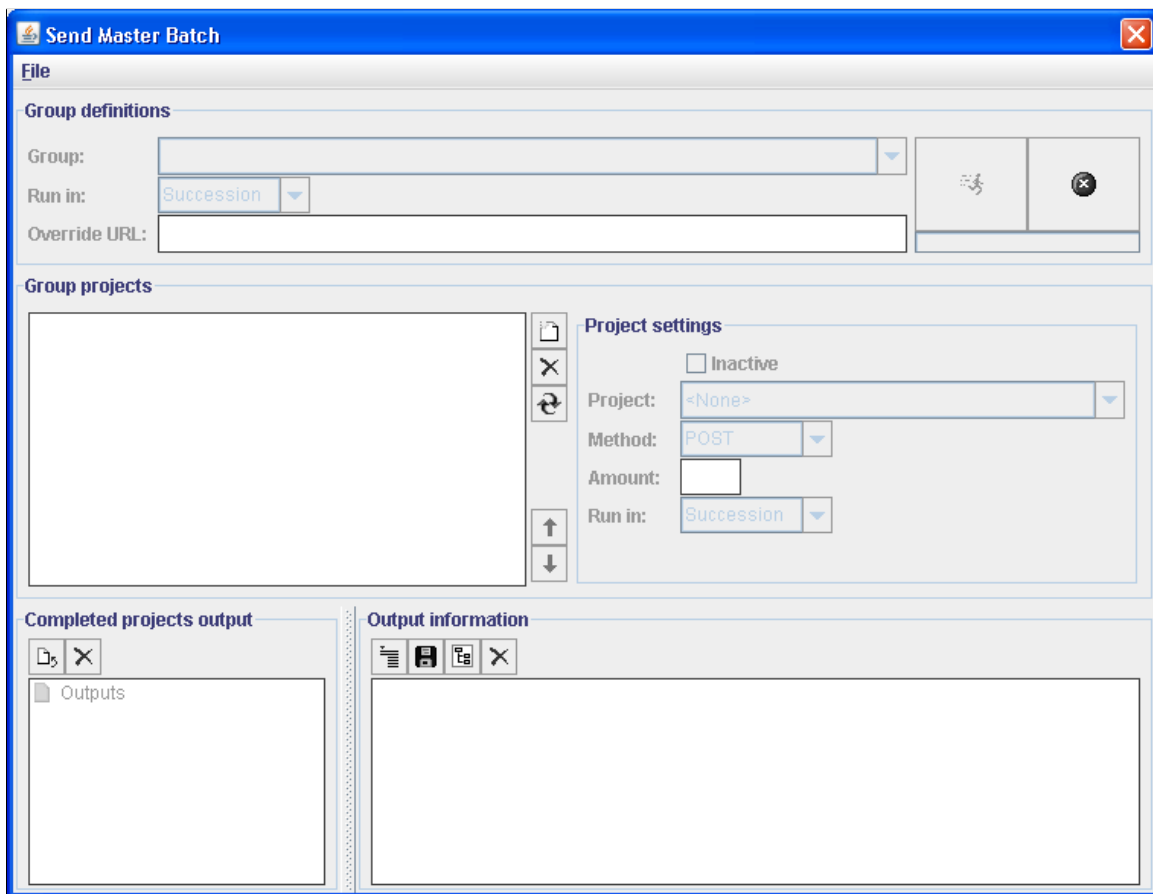 Send Master Batch
File
Group definitions
Group:
Run in: Succession
Override URL:
Group projects
Project settings
Inactive
Project: <None>
Method: POST
Amount:
Run in: Succession
Completed projects output
Outputs
Output information